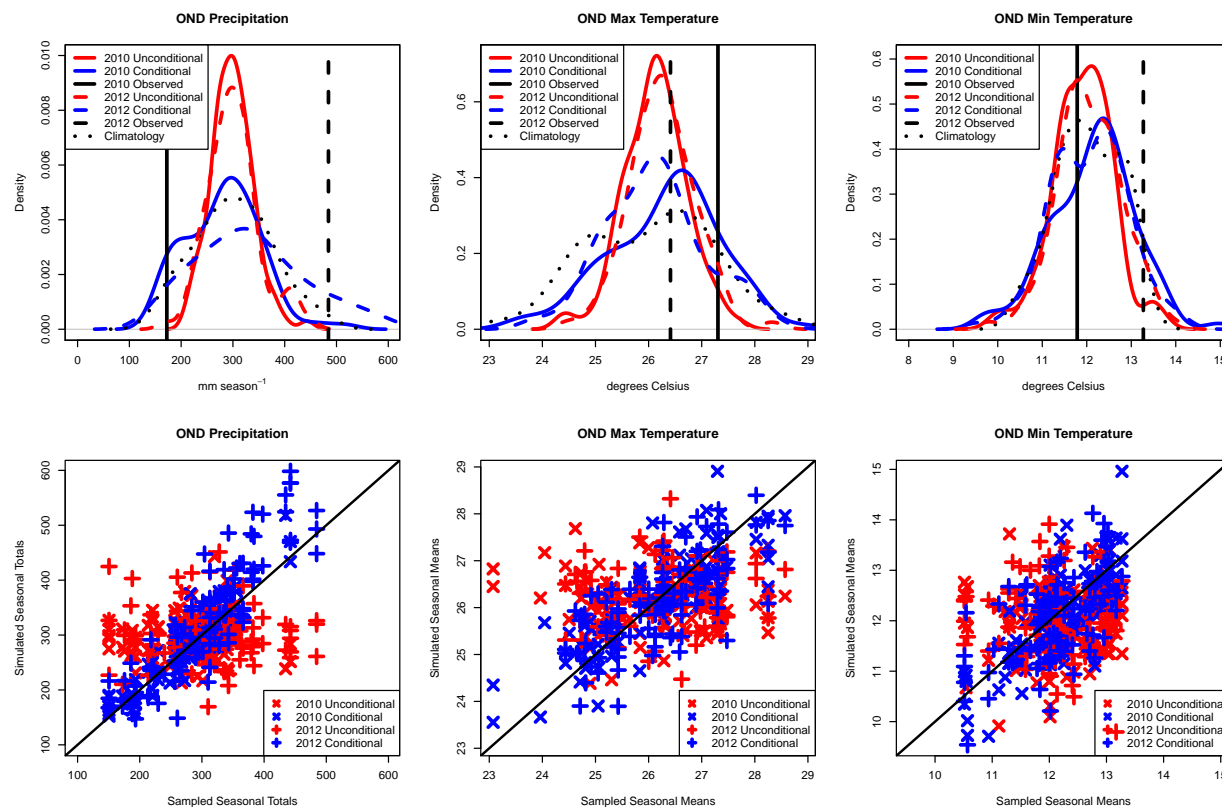 OND Precipitation
Density
0.000 0.002 0.004 0.006 0.008 0.010
2010 Unconditional
2010 Conditional
2010 Observed
2012 Unconditional
2012 Conditional
2012 Observed
Climatology
0 100 200 300 400 500 600
mm season⁻¹
OND Max Temperature
Density
0.0 0.2 0.4 0.6
2010 Unconditional
2010 Conditional
2010 Observed
2012 Unconditional
2012 Conditional
2012 Observed
Climatology
23 24 25 26 27 28 29
degrees Celsius
OND Min Temperature
Density
0.0 0.1 0.2 0.3 0.4 0.5 0.6
2010 Unconditional
2010 Conditional
2010 Observed
2012 Unconditional
2012 Conditional
2012 Observed
Climatology
8 9 10 11 12 13 14 15
degrees Celsius
OND Precipitation
Simulated Seasonal Totals
100 200 300 400 500 600
2010 Unconditional
2010 Conditional
2012 Unconditional
2012 Conditional
100 200 300 400 500 600
Sampled Seasonal Totals
OND Max Temperature
Simulated Seasonal Means
23 24 25 26 27 28 29
2010 Unconditional
2010 Conditional
2012 Unconditional
2012 Conditional
23 24 25 26 27 28 29
Sampled Seasonal Means
OND Min Temperature
Simulated Seasonal Means
10 11 12 13 14 15
2010 Unconditional
2010 Conditional
2012 Unconditional
2012 Conditional
10 11 12 13 14 15
Sampled Seasonal Means